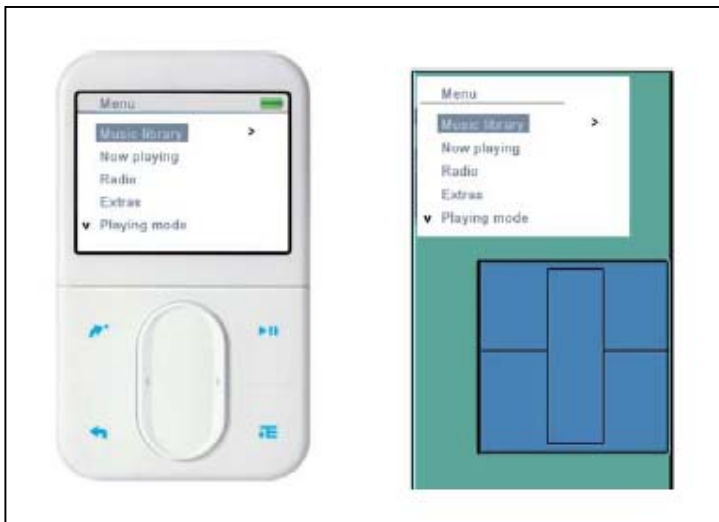 Menu
Music library >
Now playing
Radio
Extras
v Playing mode
Menu
Music library >
Now playing
Radio
Extras
v Playing mode